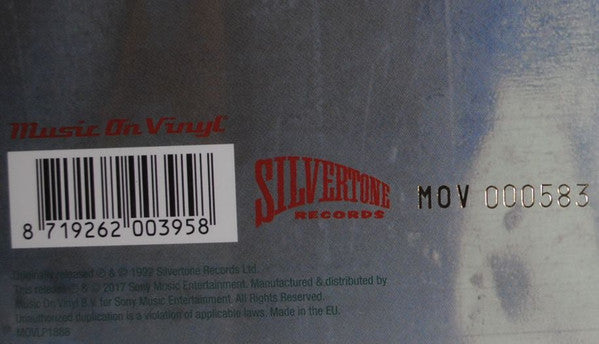 Music On Vinyl
8 719262 003958
SILVERTONE
RECORDS
MOV 000583
Originally released ℗ & © 1992 Silvertone Records Ltd.
This release ℗ & © 2017 Sony Music Entertainment. Manufactured & distributed by
Music On Vinyl B.V. for Sony Music Entertainment. All Rights Reserved.
Unauthorized duplication is a violation of applicable laws. Made in the EU.
MOVLP1888